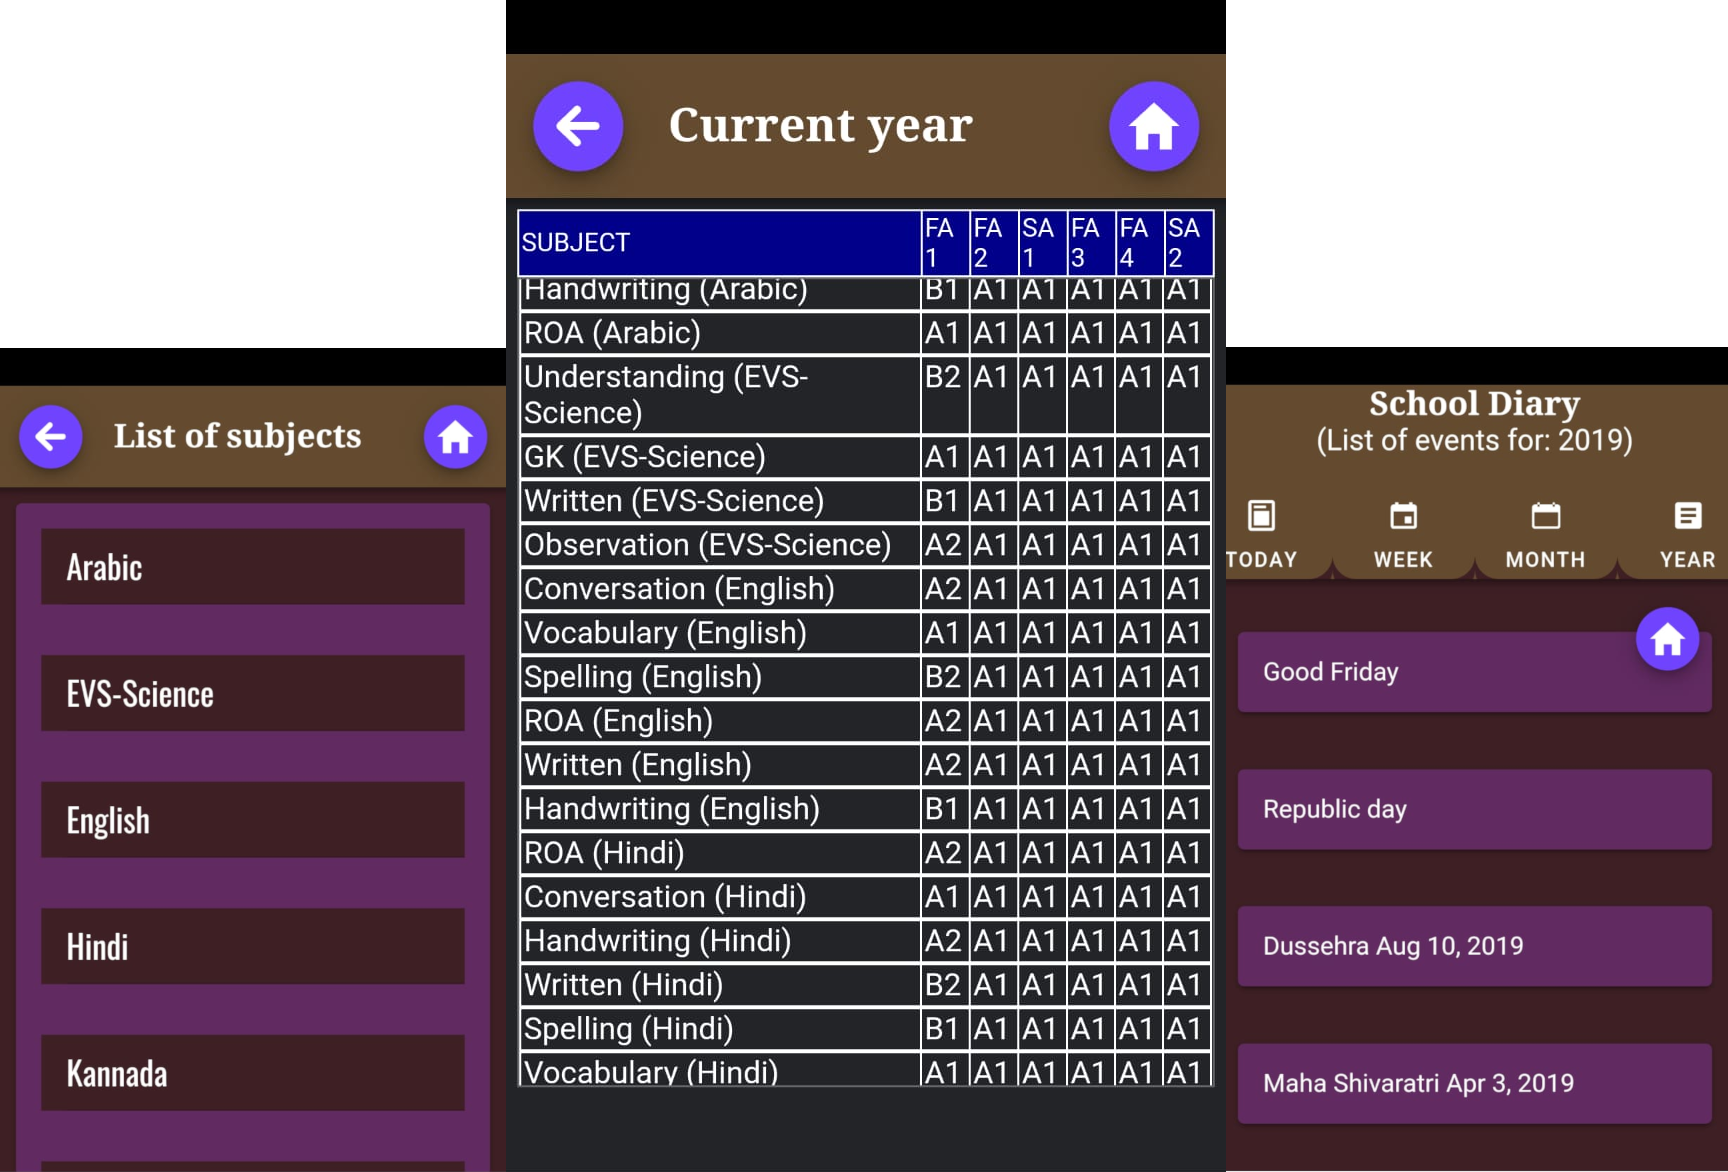 List of subjects
Arabic
EVS-Science
English
Hindi
Kannada
Current year
SUBJECT FA 1 FA 2 SA 1 FA 3 FA 4 SA 2
Handwriting (Arabic) B1 A1 A1 A1 A1 A1
ROA (Arabic) A1 A1 A1 A1 A1 A1
Understanding (EVS- B2 A1 A1 A1 A1 A1
Science)
GK (EVS-Science) A1 A1 A1 A1 A1 A1
Written (EVS-Science) B1 A1 A1 A1 A1 A1
Observation (EVS-Science) A2 A1 A1 A1 A1 A1
Conversation (English) A2 A1 A1 A1 A1 A1
Vocabulary (English) A1 A1 A1 A1 A1 A1
Spelling (English) B2 A1 A1 A1 A1 A1
ROA (English) A2 A1 A1 A1 A1 A1
Written (English) A2 A1 A1 A1 A1 A1
Handwriting (English) B1 A1 A1 A1 A1 A1
ROA (Hindi) A2 A1 A1 A1 A1 A1
Conversation (Hindi) A1 A1 A1 A1 A1 A1
Handwriting (Hindi) A2 A1 A1 A1 A1 A1
Written (Hindi) B2 A1 A1 A1 A1 A1
Spelling (Hindi) B1 A1 A1 A1 A1 A1
Vocabulary (Hindi) A1 A1 A1 A1 A1 A1
School Diary
(List of events for: 2019)
TODAY WEEK MONTH YEAR
Good Friday
Republic day
Dussehra Aug 10, 2019
Maha Shivaratri Apr 3, 2019